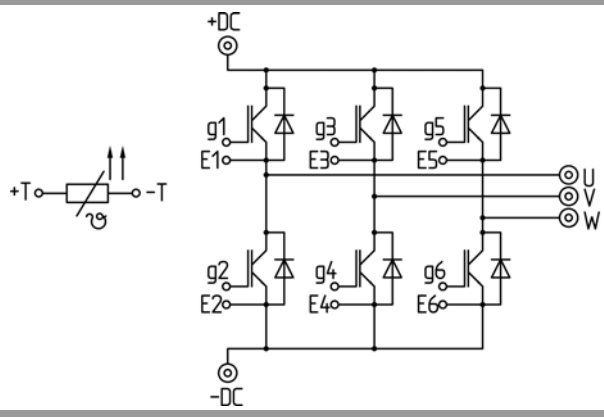 +DC
g1 g3 g5
E1 E3 E5
+T -T
U
V
W
ϑ
g2 g4 g6
E2 E4 E6
-DC